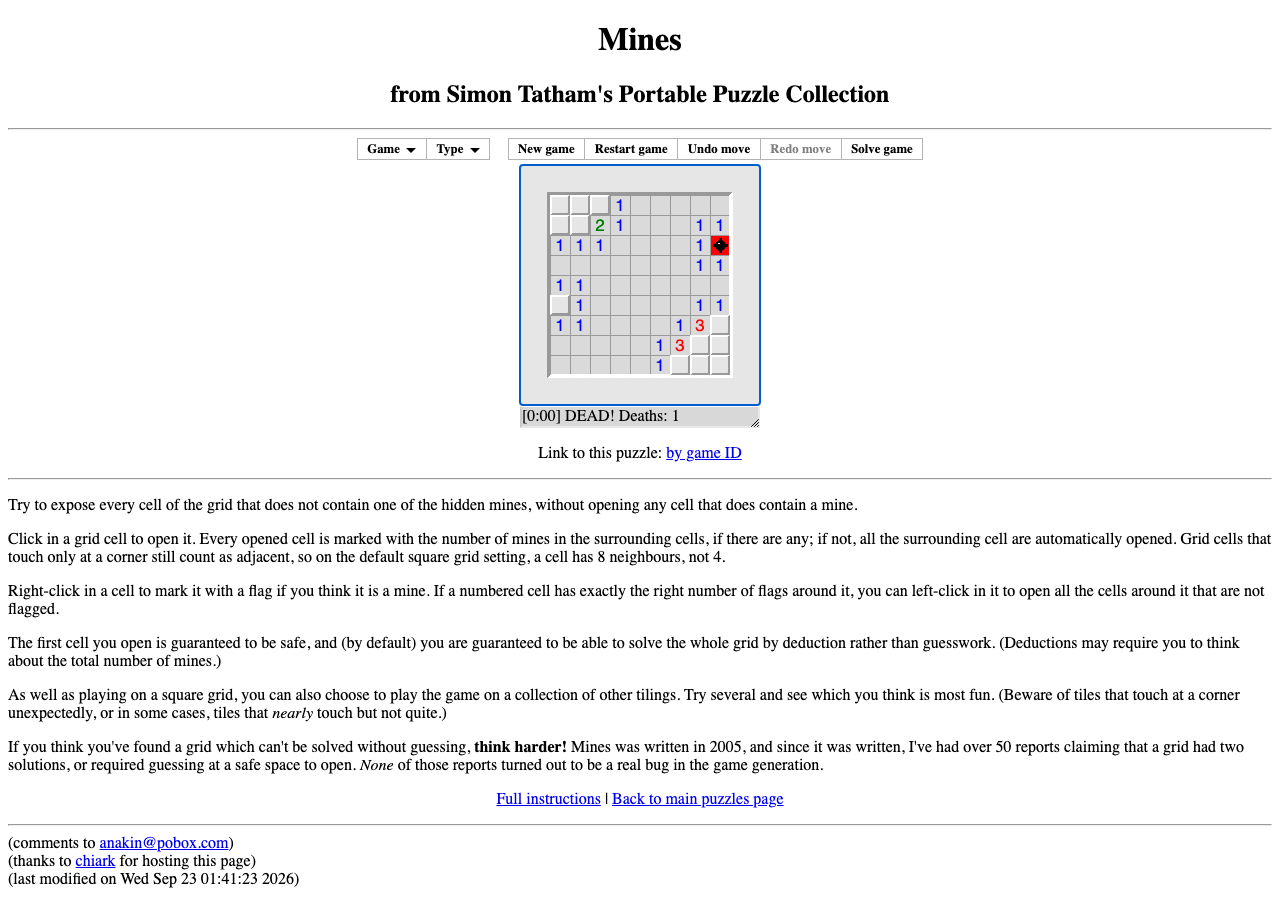 Mines
from Simon Tatham's Portable Puzzle Collection
Game Type New game Restart game Undo move Redo move Solve game
1
2 1 1 1
1 1 1 1
1 1
1 1
1 1 1
1 1 1 3
1 3
1
[0:00] DEAD! Deaths: 1
Link to this puzzle: by game ID
Try to expose every cell of the grid that does not contain one of the hidden mines, without opening any cell that does contain a mine.
Click in a grid cell to open it. Every opened cell is marked with the number of mines in the surrounding cells, if there are any; if not, all the surrounding cell are automatically opened. Grid cells that
touch only at a corner still count as adjacent, so on the default square grid setting, a cell has 8 neighbours, not 4.
Right-click in a cell to mark it with a flag if you think it is a mine. If a numbered cell has exactly the right number of flags around it, you can left-click in it to open all the cells around it that are not
flagged.
The first cell you open is guaranteed to be safe, and (by default) you are guaranteed to be able to solve the whole grid by deduction rather than guesswork. (Deductions may require you to think
about the total number of mines.)
As well as playing on a square grid, you can also choose to play the game on a collection of other tilings. Try several and see which you think is most fun. (Beware of tiles that touch at a corner
unexpectedly, or in some cases, tiles that nearly touch but not quite.)
If you think you've found a grid which can't be solved without guessing, think harder! Mines was written in 2005, and since it was written, I've had over 50 reports claiming that a grid had two
solutions, or required guessing at a safe space to open. None of those reports turned out to be a real bug in the game generation.
Full instructions | Back to main puzzles page
(comments to anakin@pobox.com)
(thanks to chiark for hosting this page)
(last modified on Wed Sep 23 01:41:23 2026)